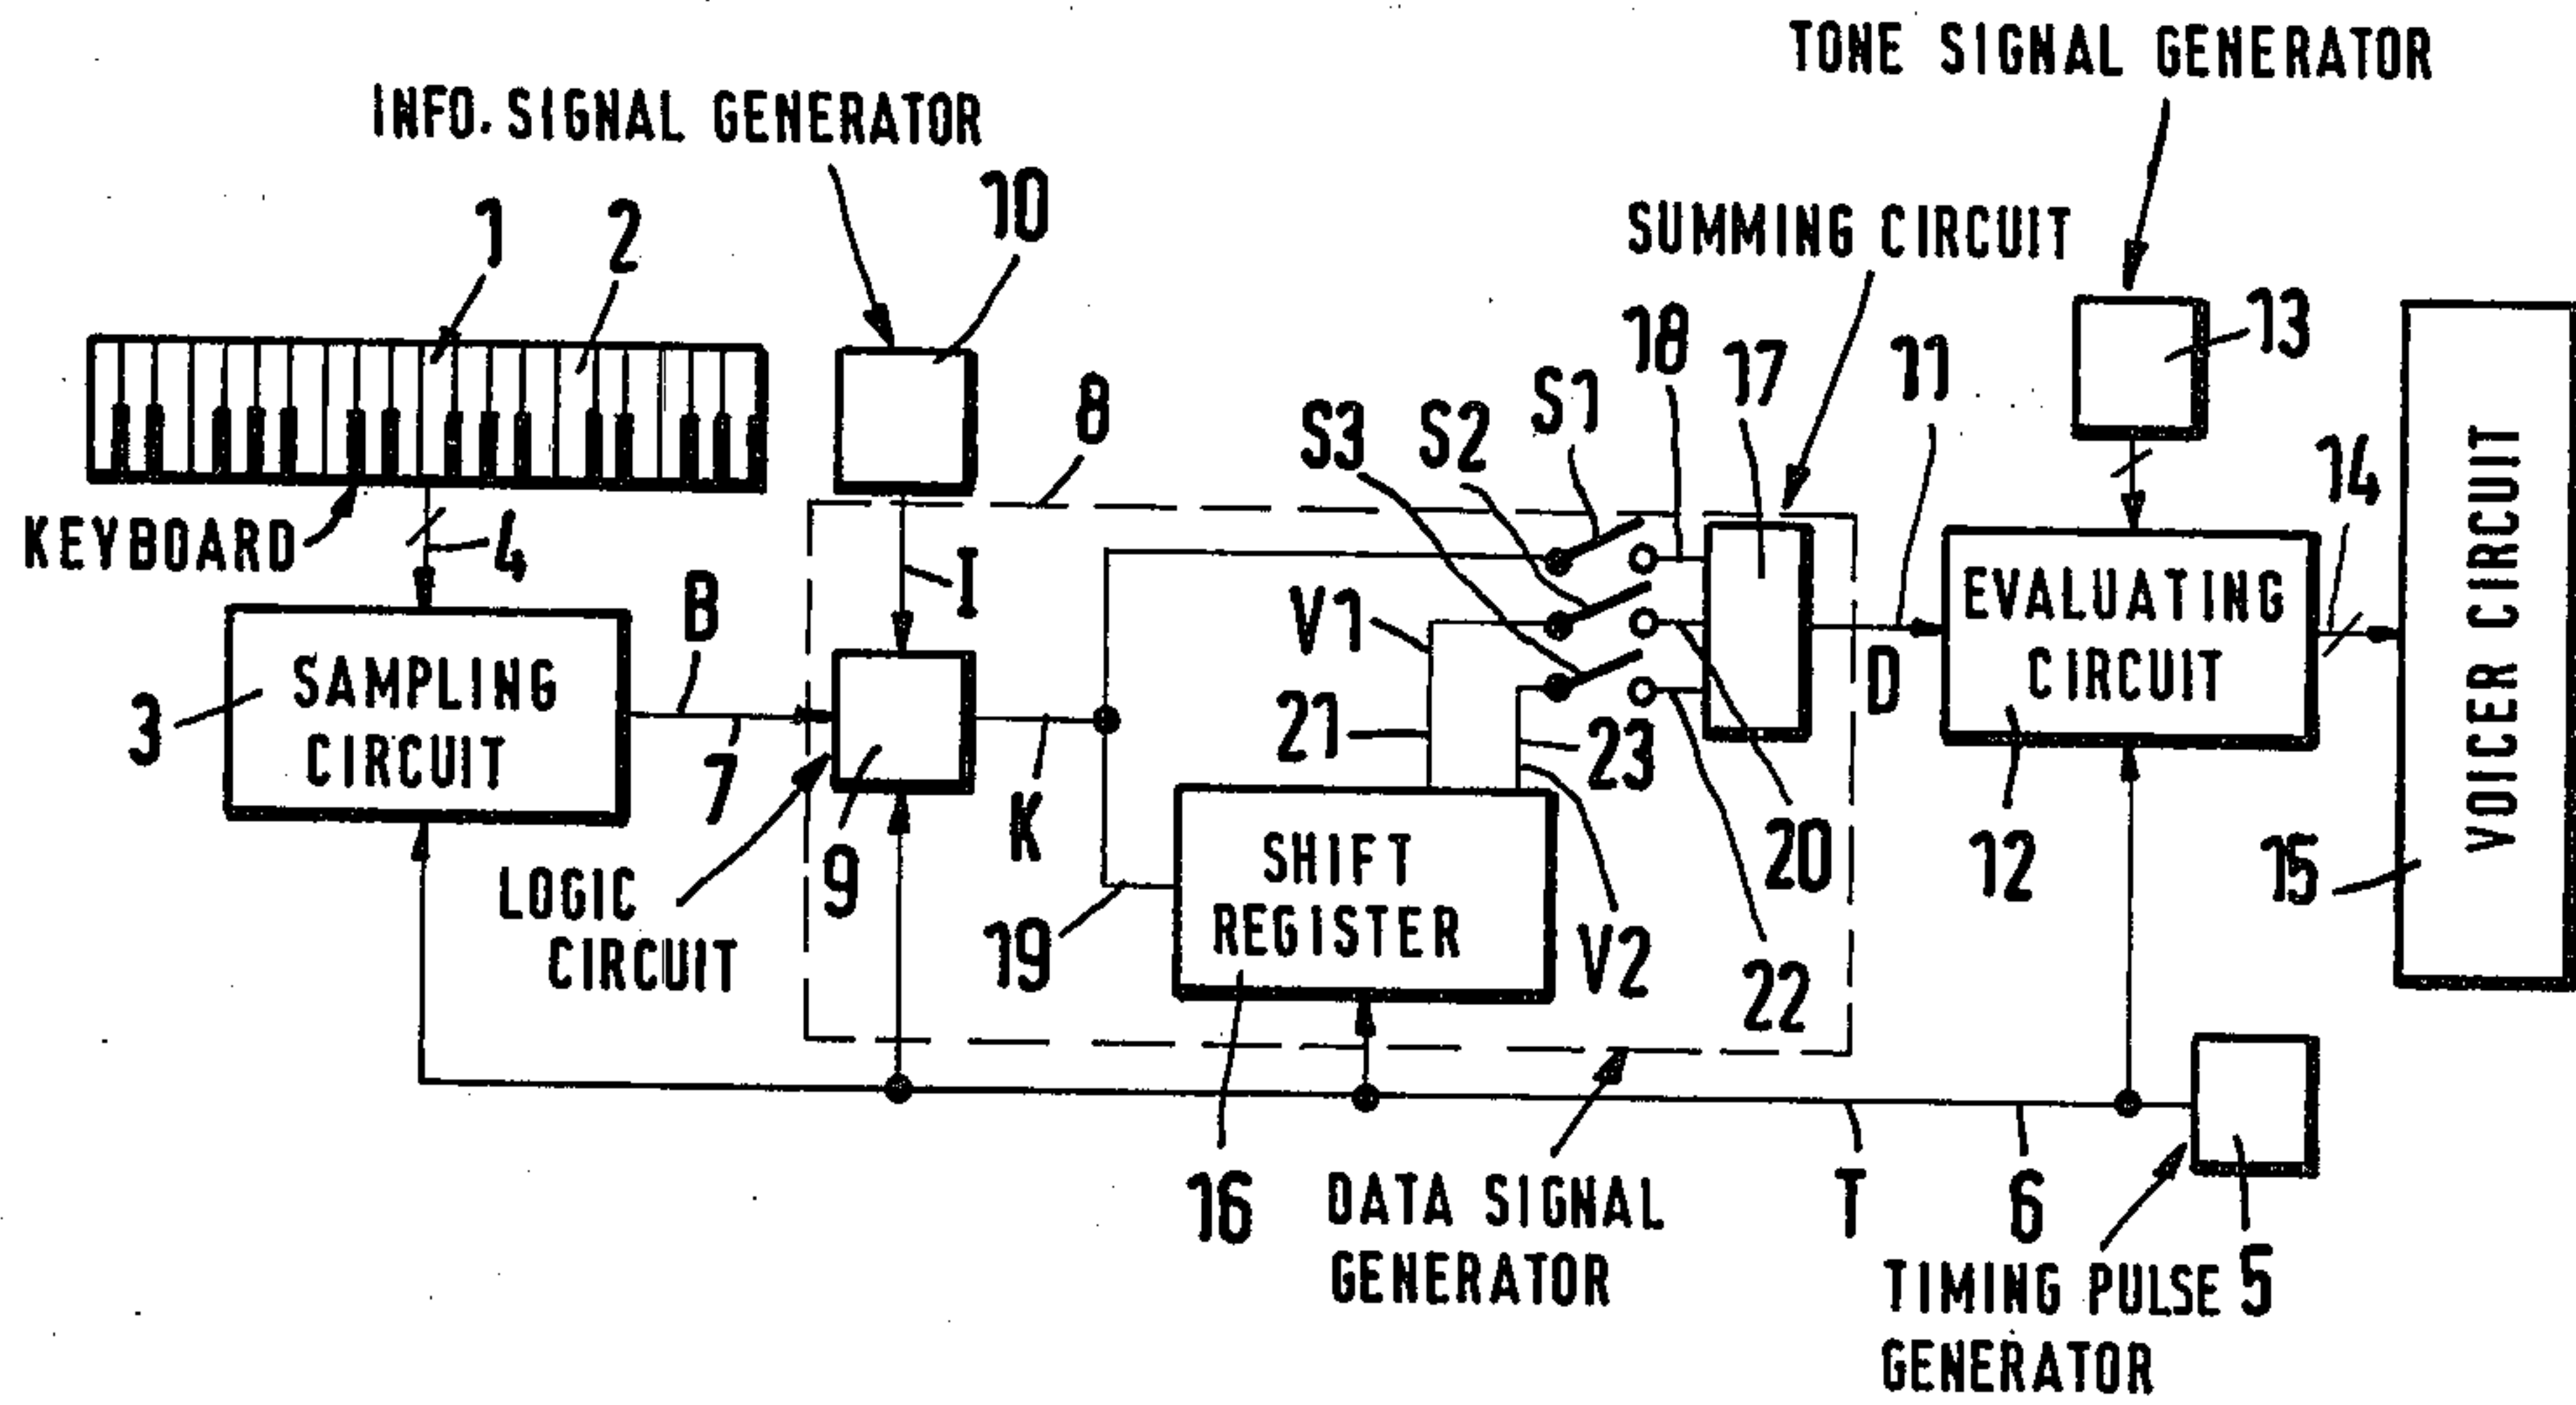 TONE SIGNAL GENERATOR
INFO. SIGNAL GENERATOR
10
1
2
SUMMING CIRCUIT
13
18
17
11
8
S1
S2
S3
14
KEYBOARD
4
I
B
V1
EVALUATING
CIRCUIT
VOICER CIRCUIT
SAMPLING
CIRCUIT
3
D
21
23
7
K
9
SHIFT
REGISTER
20
12
15
LOGIC
CIRCUIT
19
V2
22
16
DATA SIGNAL
GENERATOR
T
6
TIMING PULSE
GENERATOR
5